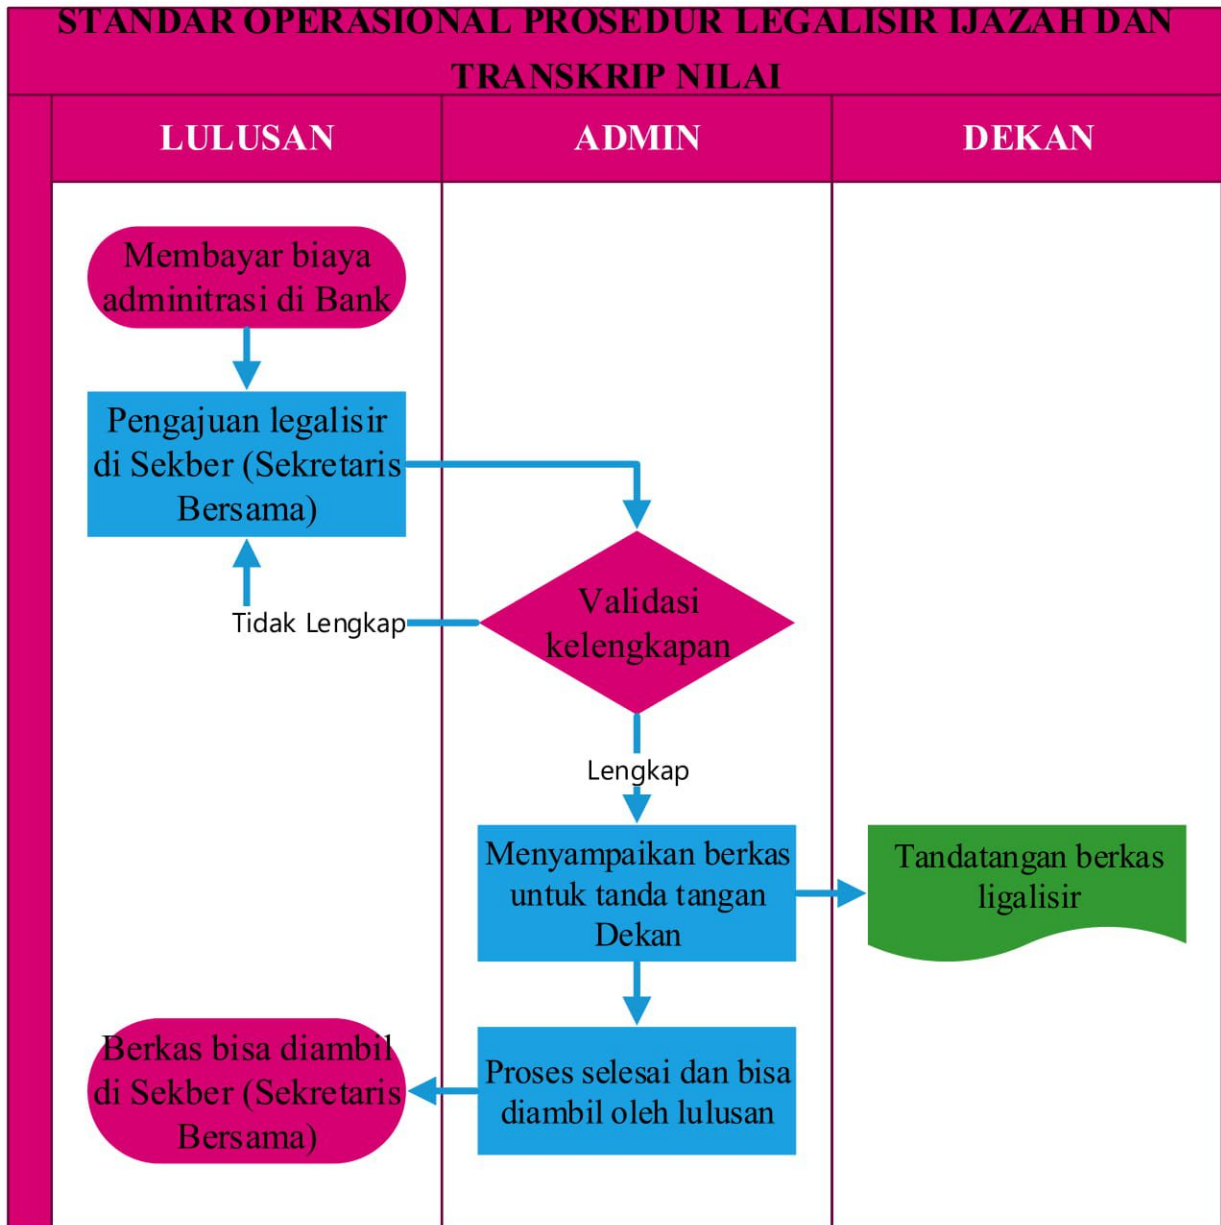 STANDAR OPERASIONAL PROSEDUR LEGALISIR IJAZAH DAN
TRANSKRIP NILAI
LULUSAN
ADMIN
DEKAN
Membayar biaya
adminitrasi di Bank
Pengajuan legalisir
di Sekber (Sekretaris
Bersama)
Validasi
kelengkapan
Tidak Lengkap
Lengkap
Menyampaikan berkas
untuk tanda tangan
Dekan
Tandatangan berkas
ligalisir
Proses selesai dan bisa
diambil oleh lulusan
Berkas bisa diambil
di Sekber (Sekretaris
Bersama)